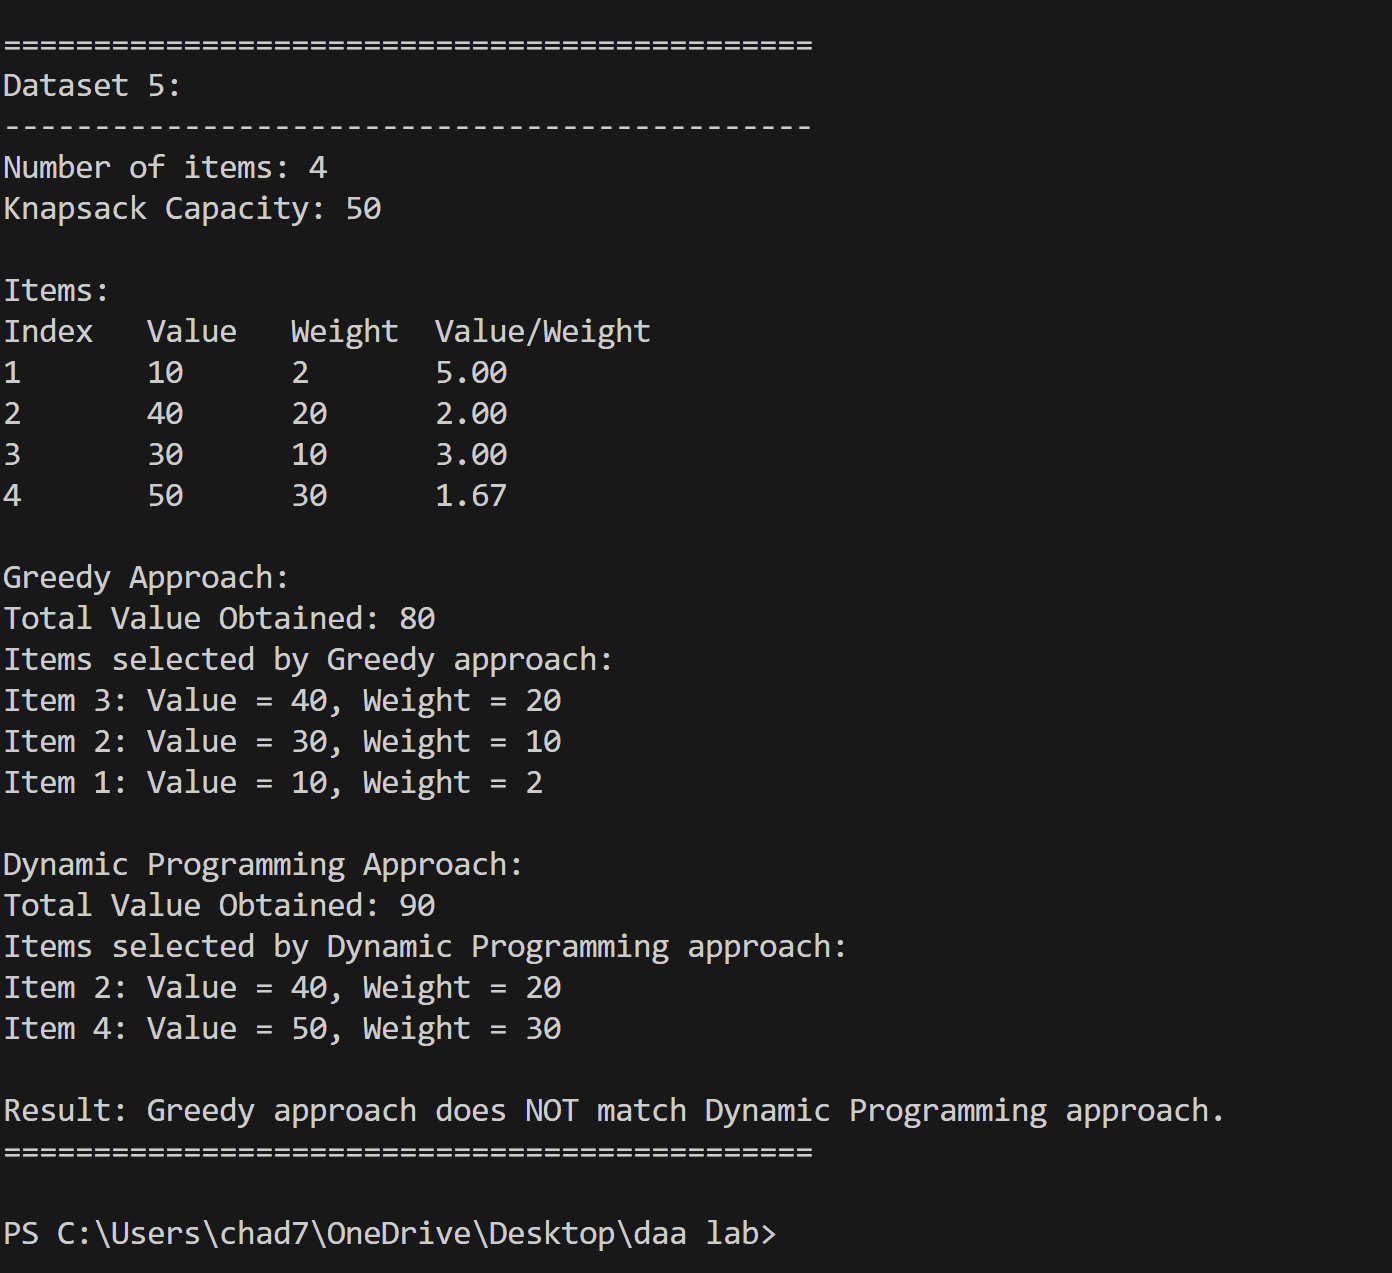 =============================================
Dataset 5:
---------------------------------------------
Number of items: 4
Knapsack Capacity: 50
Items:
Index   Value   Weight  Value/Weight
1       10      2       5.00
2       40      20      2.00
3       30      10      3.00
4       50      30      1.67
Greedy Approach:
Total Value Obtained: 80
Items selected by Greedy approach:
Item 3: Value = 40, Weight = 20
Item 2: Value = 30, Weight = 10
Item 1: Value = 10, Weight = 2
Dynamic Programming Approach:
Total Value Obtained: 90
Items selected by Dynamic Programming approach:
Item 2: Value = 40, Weight = 20
Item 4: Value = 50, Weight = 30
Result: Greedy approach does NOT match Dynamic Programming approach.
=============================================
PS C:\Users\chad7\OneDrive\Desktop\daa lab>